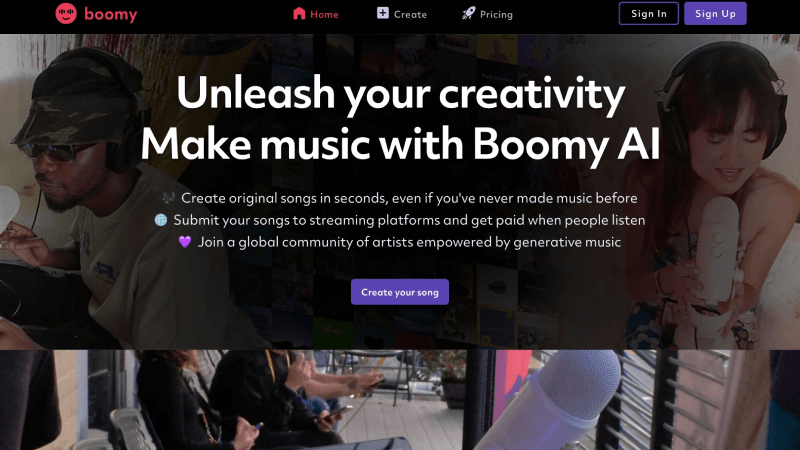 boomy
Home
Create
Pricing
Sign In
Sign Up
Unleash your creativity
Make music with Boomy AI
Create original songs in seconds, even if you've never made music before
Submit your songs to streaming platforms and get paid when people listen
Join a global community of artists empowered by generative music
Create your song